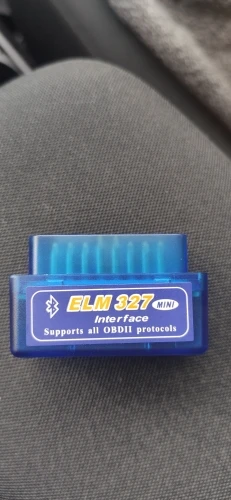 ELM 327 MINI
Interface
Supports all OBDII protocols